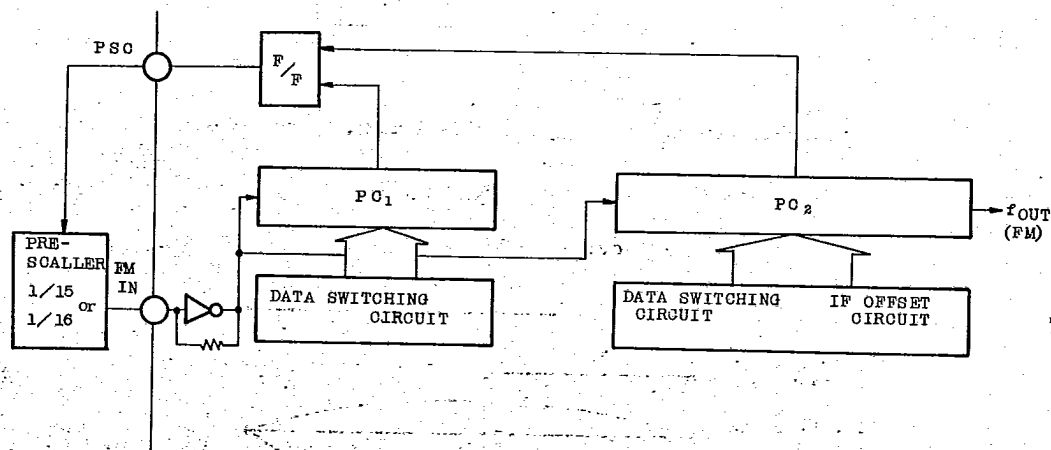 PSC
F/F
PC1
PC2
fOUT
(FM)
PRE-
SCALLER
1/15
or
1/16
FM
IN
DATA SWITCHING
CIRCUIT
DATA SWITCHING
CIRCUIT
IF OFFSET
CIRCUIT